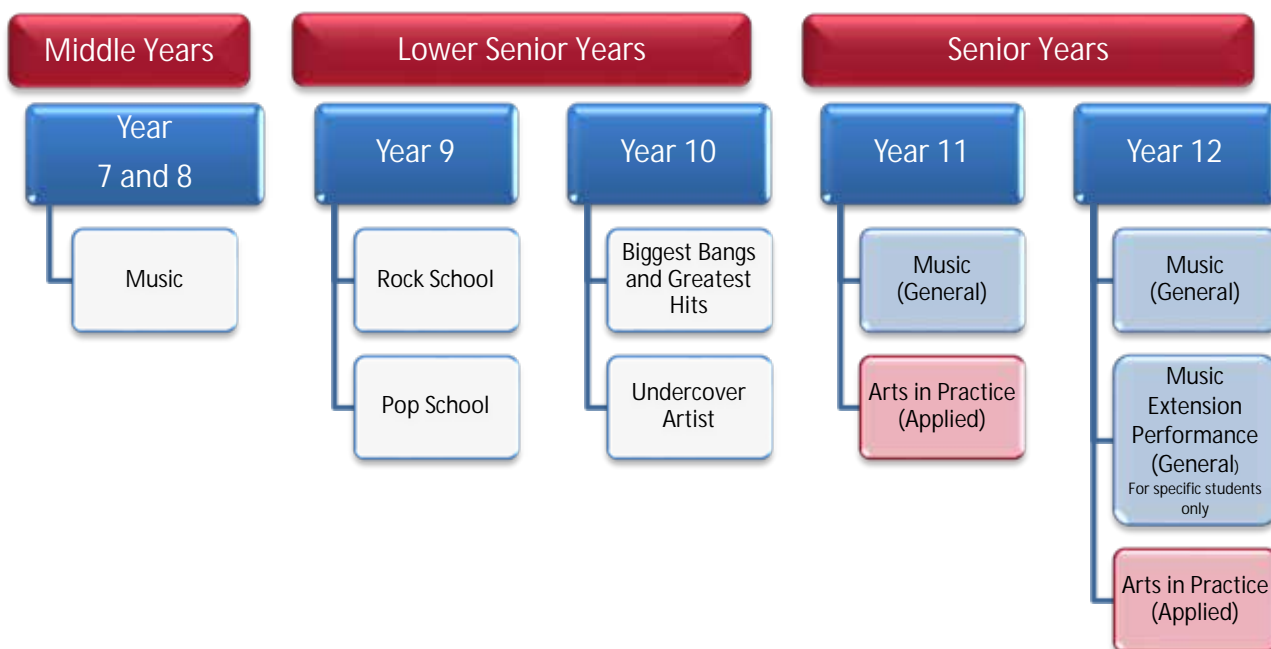 Middle Years
Lower Senior Years
Senior Years
Year
7 and 8
Year 9
Year 10
Year 11
Year 12
Music
Rock School
Biggest Bangs
and Greatest
Hits
Music
(General)
Music
(General)
Pop School
Undercover
Artist
Arts in Practice
(Applied)
Music
Extension
Performance
(General)
For specific students
only
Arts in Practice
(Applied)